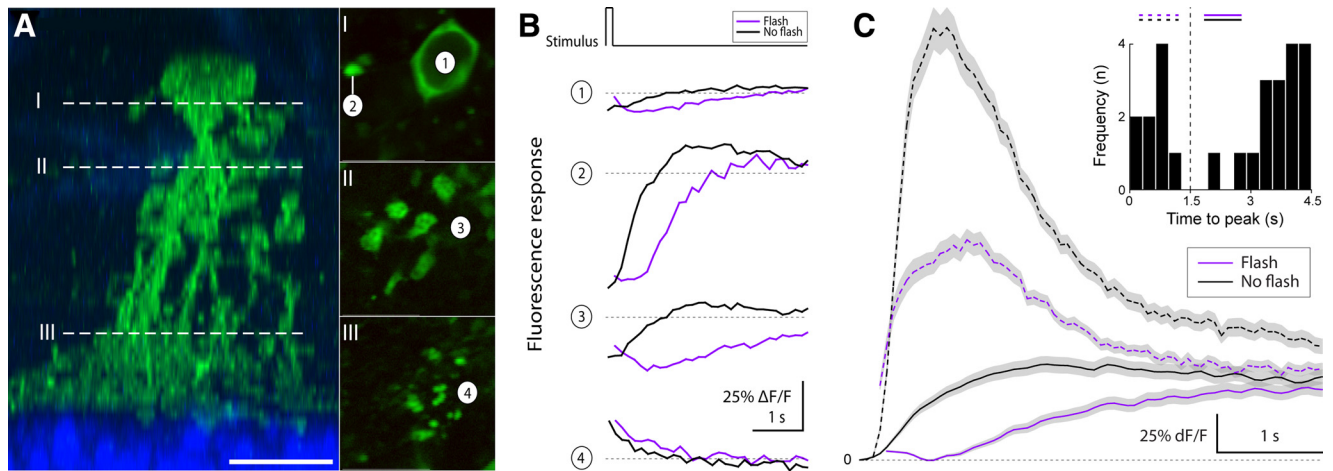 A
I
II
III
I
1
2
II
3
III
4
B
Flash
No flash
Stimulus
1
2
3
4
Fluorescence response
25% ΔF/F
1 s
C
Frequency (n)
4
2
0
0
1.5
3
4.5
Time to peak (s)
Flash
No flash
25% dF/F
1 s
0